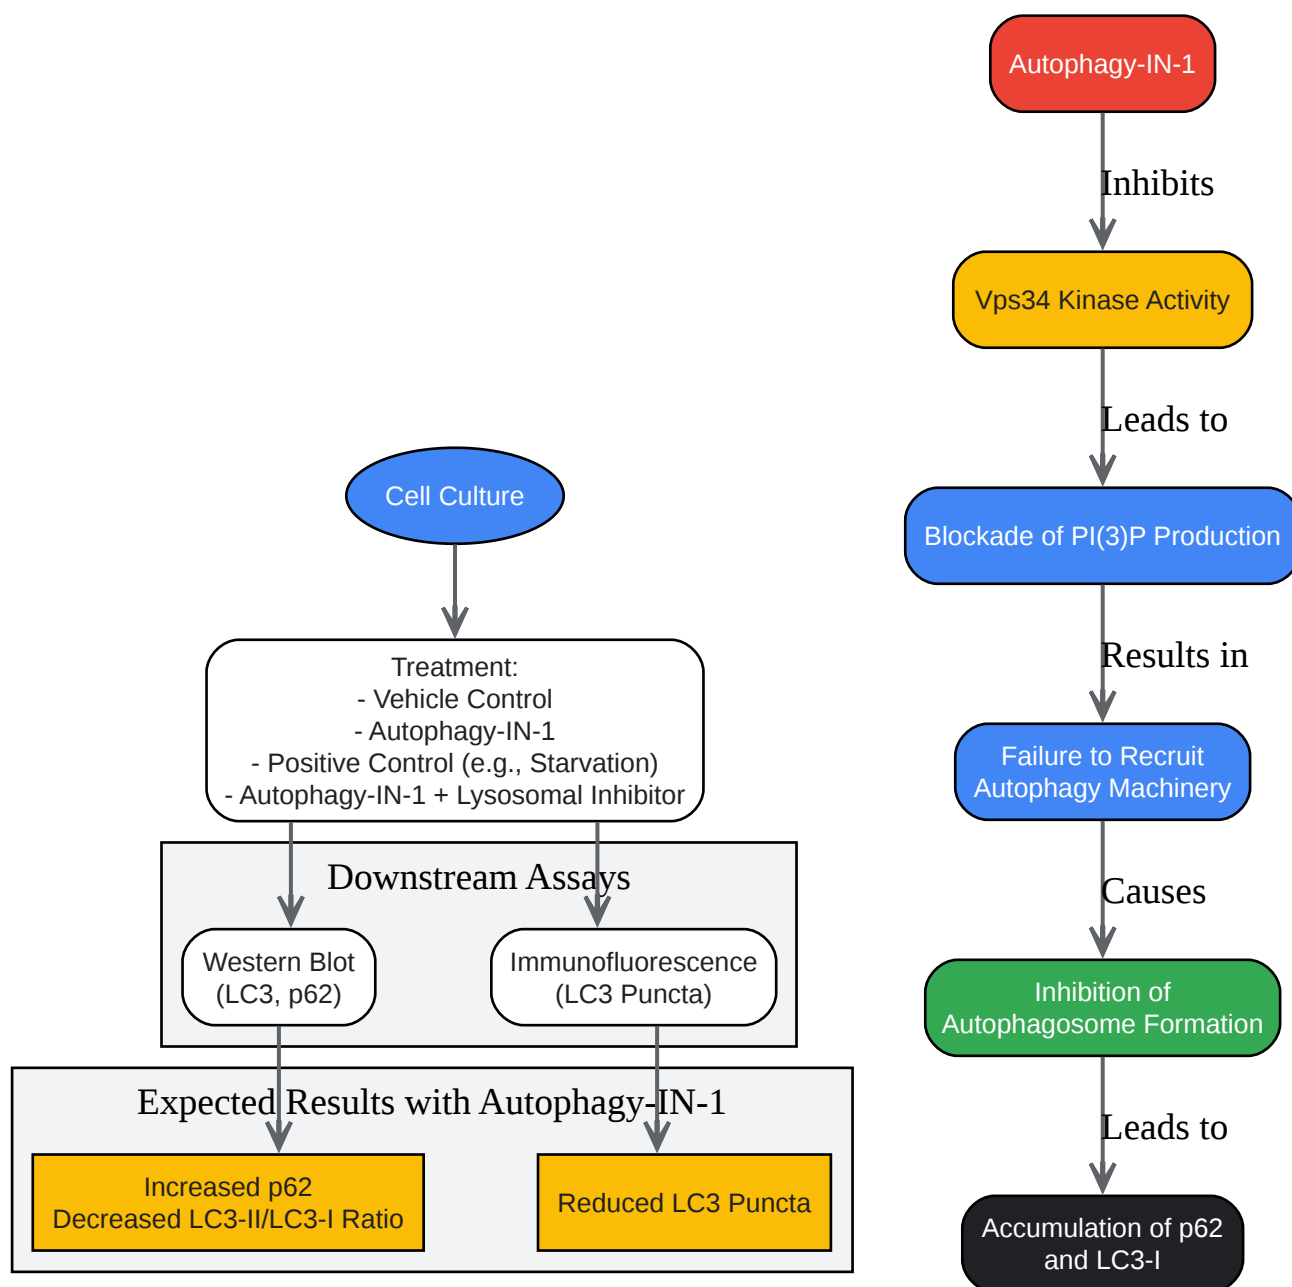 Autophagy-IN-1
Inhibits
Vps34 Kinase Activity
Leads to
Blockade of PI(3)P Production
Results in
Failure to Recruit
Autophagy Machinery
Causes
Inhibition of
Autophagosome Formation
Leads to
Accumulation of p62
and LC3-I
Cell Culture
Treatment:
- Vehicle Control
- Autophagy-IN-1
- Positive Control (e.g., Starvation)
- Autophagy-IN-1 + Lysosomal Inhibitor
Downstream Assays
Western Blot
(LC3, p62)
Immunofluorescence
(LC3 Puncta)
Expected Results with Autophagy-IN-1
Increased p62
Decreased LC3-II/LC3-I Ratio
Reduced LC3 Puncta